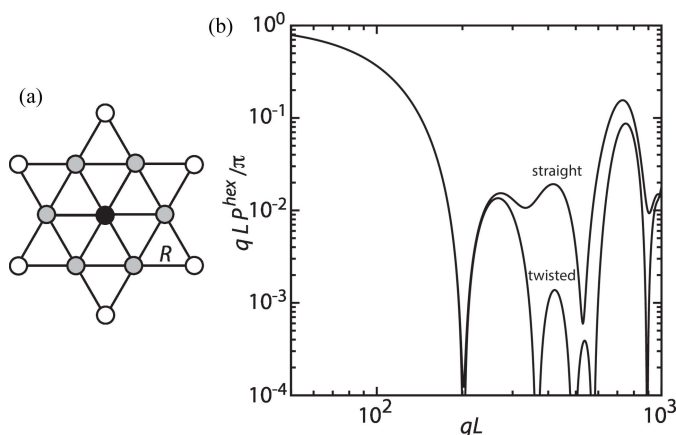 (a)
R
(b)
q L P^{hex}/π
10^0
10^{-1}
10^{-2}
10^{-3}
10^{-4}
straight
twisted
10^2
10^3
qL